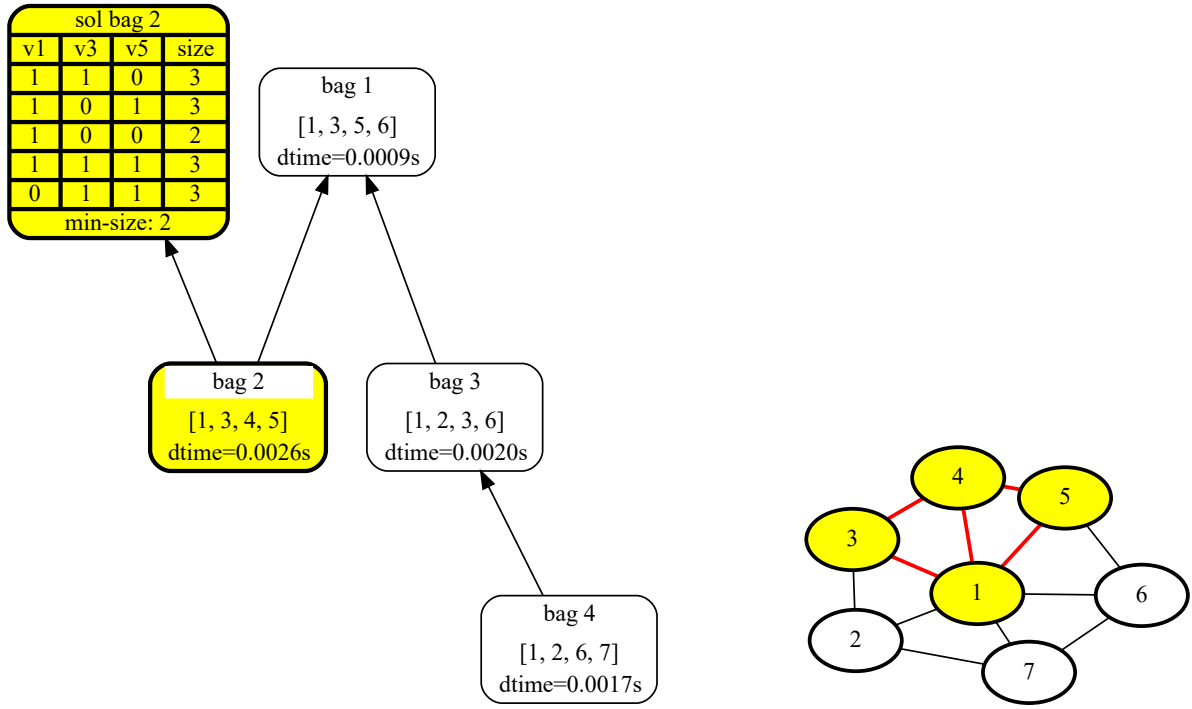 sol bag 2
v1 v3 v5 size
1 1 0 3
1 0 1 3
1 0 0 2
1 1 1 3
0 1 1 3
min-size: 2
bag 1
[1, 3, 5, 6]
dtime=0.0009s
bag 2
[1, 3, 4, 5]
dtime=0.0026s
bag 3
[1, 2, 3, 6]
dtime=0.0020s
bag 4
[1, 2, 6, 7]
dtime=0.0017s
4
5
3
1
6
2
7